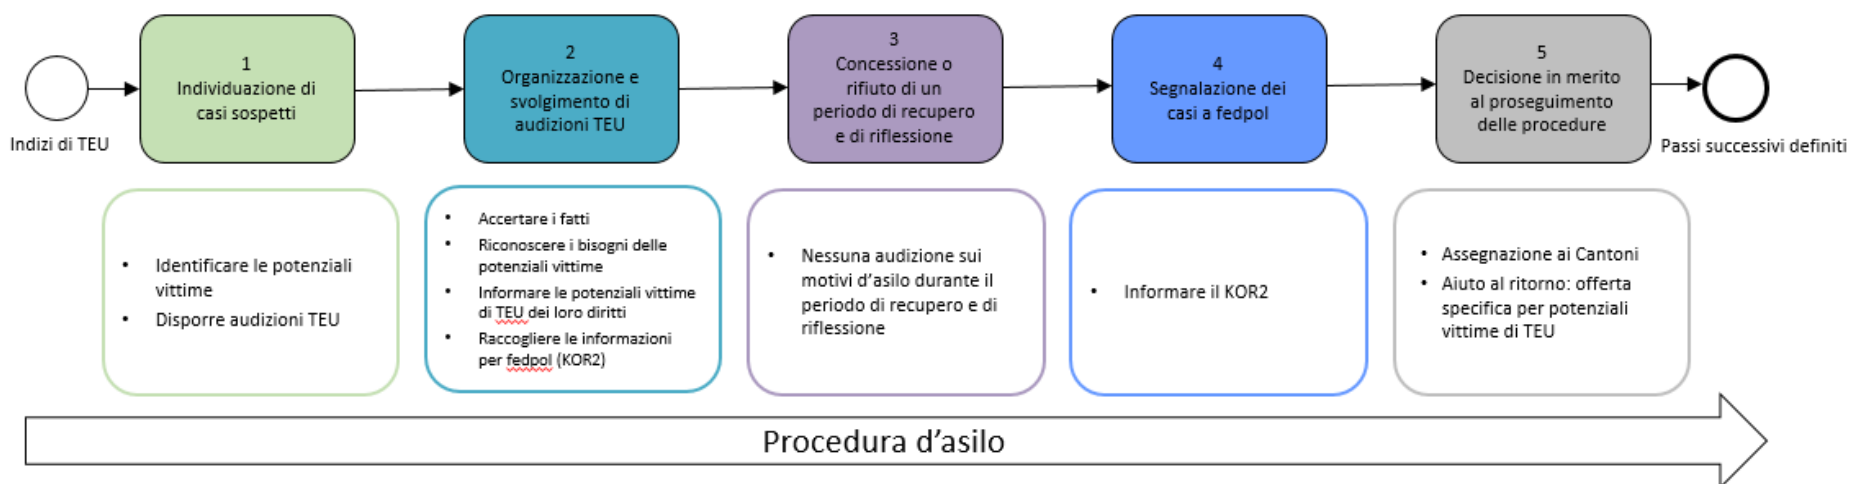 Indizi di TEU
1
Individuazione di
casi sospetti
2
Organizzazione e
svolgimento di
audizioni TEU
3
Concessione o
rifiuto di un
periodo di recupero
e di riflessione
4
Segnalazione dei
casi a fedpol
5
Decisione in merito
al proseguimento
delle procedure
Passi successivi definiti
• Identificare le potenziali
vittime
• Disporre audizioni TEU
• Accertare i fatti
• Riconoscere i bisogni delle
potenziali vittime
• Informare le potenziali vittime
di TEU dei loro diritti
• Raccogliere le informazioni
per fedpol (KOR2)
• Nessuna audizione sui
motivi d'asilo durante il
periodo di recupero e di
riflessione
• Informare il KOR2
• Assegnazione ai Cantoni
• Aiuto al ritorno: offerta
specifica per potenziali
vittime di TEU
Procedura d'asilo